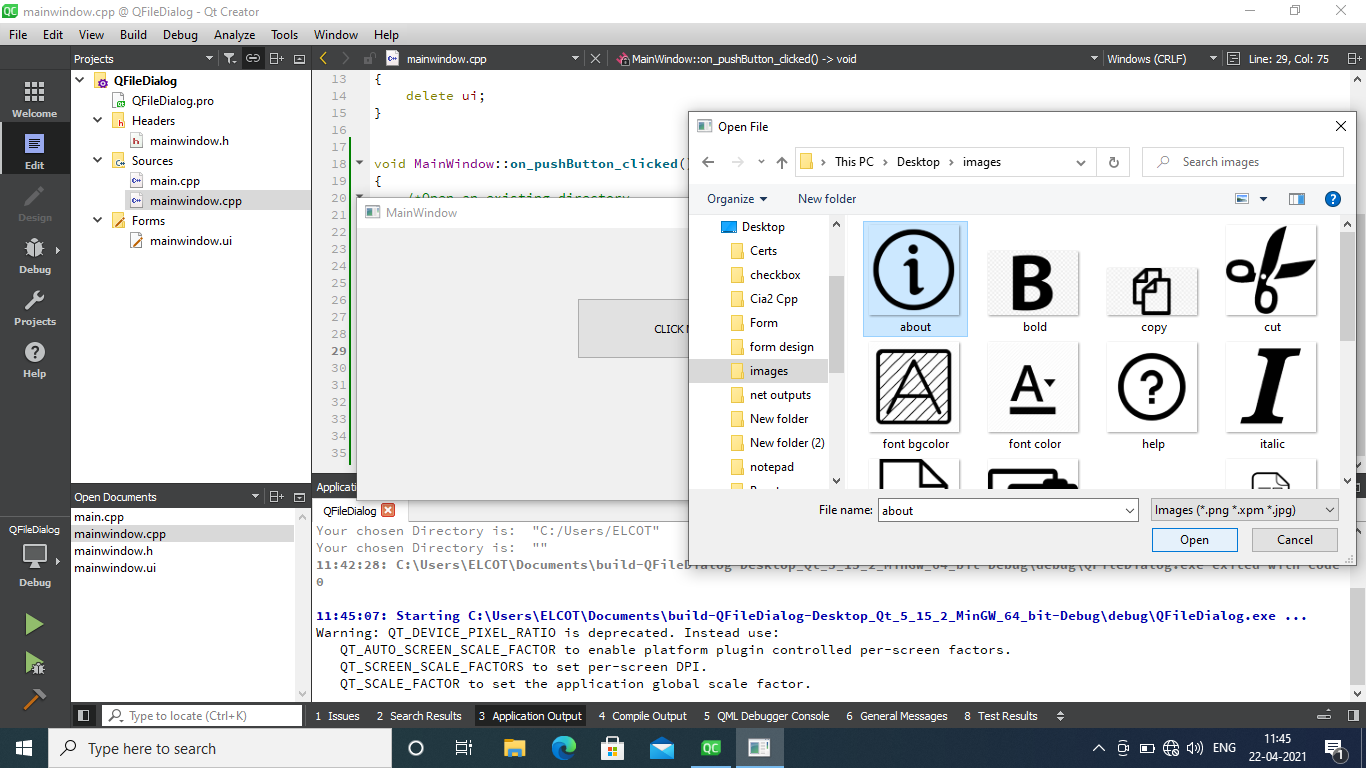 mainwindow.cpp @ QFileDialog - Qt Creator
File Edit View Build Debug Analyze Tools Window Help
Projects
mainwindow.cpp
MainWindow::on_pushButton_clicked() -> void
Windows (CRLF)
Line: 29, Col: 75
Welcome
Edit
Design
Debug
Projects
Help
QFileDialog
QFileDialog.pro
Headers
mainwindow.h
Sources
main.cpp
mainwindow.cpp
Forms
mainwindow.ui
13 {
14 delete ui;
15 }
16
17
18 void MainWindow::on_pushButton_clicked()
19 {
20 /*Open an existing directory
21
22
23
24
25
26
27
28
29
30
31
32
33
34
35
MainWindow
CLICK
Open File
This PC > Desktop > images
Search images
Organize
New folder
Desktop
Certs
checkbox
Cia2 Cpp
Form
form design
images
net outputs
New folder
New folder (2)
notepad
about
bold
copy
cut
font bgcolor
font color
help
italic
File name: about
Images (*.png *.xpm *.jpg)
Open
Cancel
Open Documents
main.cpp
mainwindow.cpp
mainwindow.h
mainwindow.ui
QFileDialog
Debug
QFileDialog
Your chosen Directory is: "C:/Users/ELCOT"
Your chosen Directory is: ""
11:42:28: C:\Users\ELCOT\Documents\build-QFileDialog-Desktop_Qt_5_15_2_MinGW_64_bit-Debug\debug\QFileDialog.exe exited with code
0
11:45:07: Starting C:\Users\ELCOT\Documents\build-QFileDialog-Desktop_Qt_5_15_2_MinGW_64_bit-Debug\debug\QFileDialog.exe ...
Warning: QT_DEVICE_PIXEL_RATIO is deprecated. Instead use:
QT_AUTO_SCREEN_SCALE_FACTOR to enable platform plugin controlled per-screen factors.
QT_SCREEN_SCALE_FACTORS to set per-screen DPI.
QT_SCALE_FACTOR to set the application global scale factor.
Type to locate (Ctrl+K)
1 Issues 2 Search Results 3 Application Output 4 Compile Output 5 QML Debugger Console 6 General Messages 8 Test Results
Type here to search
ENG
11:45
22-04-2021
1